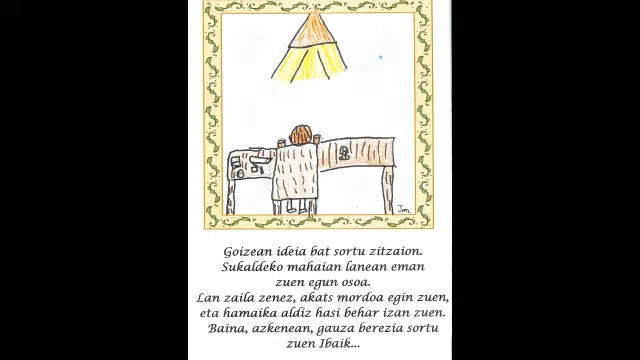 Jon
Goizean ideia bat sortu zitzaion.
Sukaldeko mahaian lanean eman
zuen egun osoa.
Lan zaila zenez, akats mordoa egin zuen,
eta hamaika aldiz hasi behar izan zuen.
Baina, azkenean, gauza berezia sortu
zuen Ibaik...